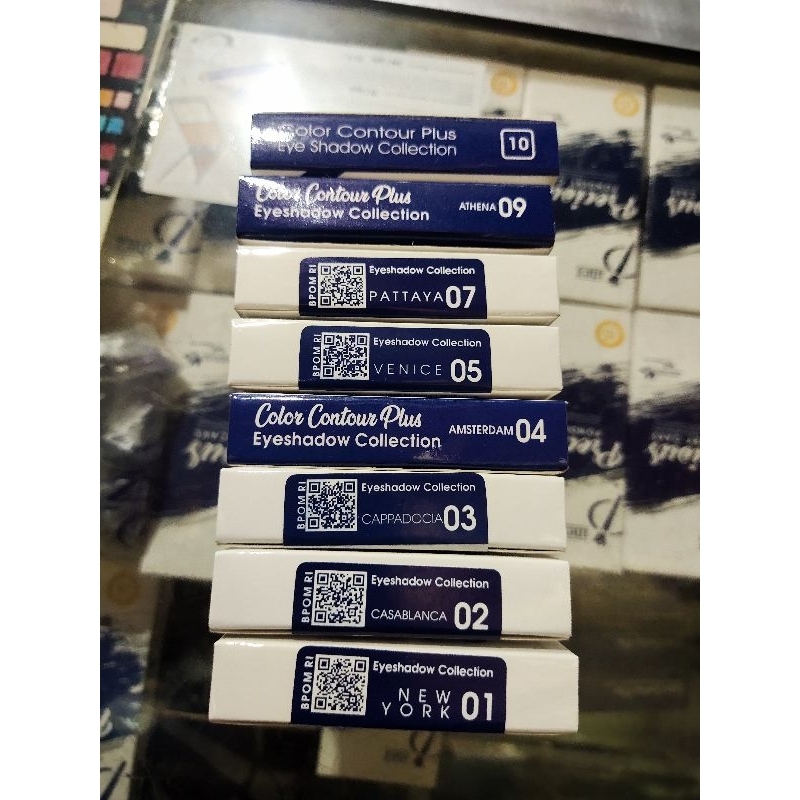 Color Contour Plus
Eye Shadow Collection
10
Color Contour Plus
Eyeshadow Collection
ATHENA 09
BPOM RI
Eyeshadow Collection
PATTAYA 07
BPOM RI
Eyeshadow Collection
VENICE 05
Color Contour Plus
Eyeshadow Collection
AMSTERDAM 04
BPOM RI
Eyeshadow Collection
CAPPADOCIA 03
BPOM RI
Eyeshadow Collection
CASABLANCA 02
BPOM RI
Eyeshadow Collection
NEW
YORK 01
Precious
Precious